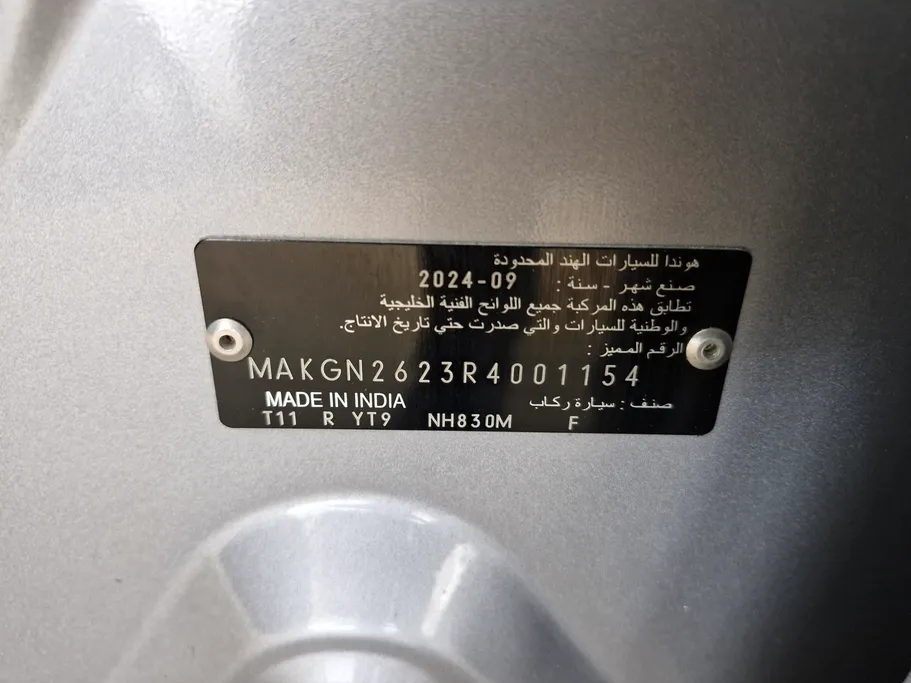 هوندا للسيارات الهند المحدودة
صنع شهر - سنة : 2024-09
تطابق هذه المركبة جميع اللوائح الفنية الخليجية
والوطنية للسيارات والتي صدرت حتي تاريخ الانتاج.
الرقم المميز :
MAKGN2623R4001154
MADE IN INDIA صنف : سيارة ركاب
T11 R YT9 NH830M F